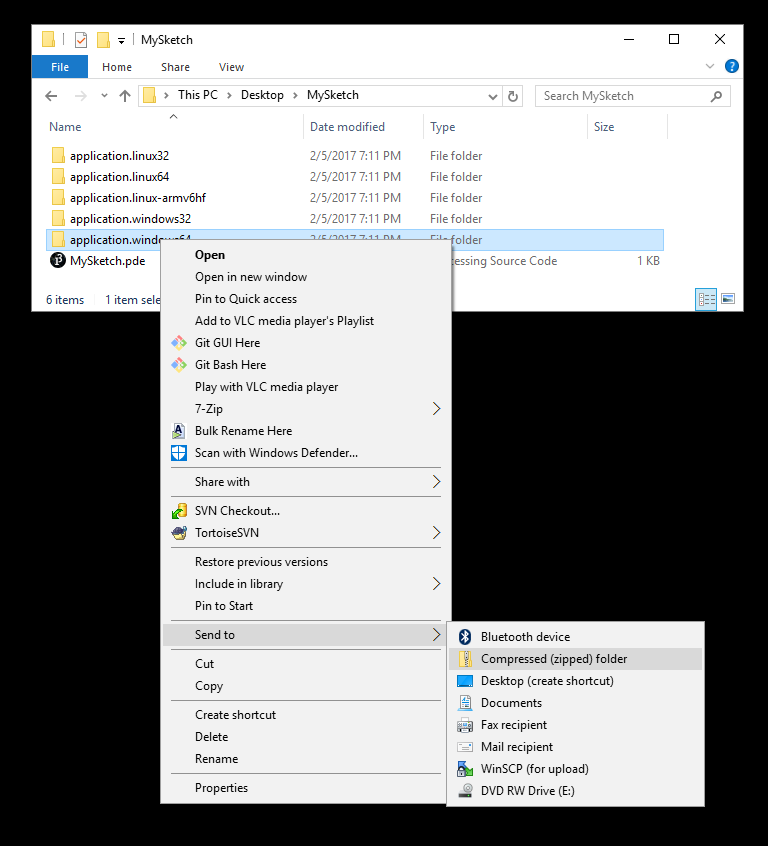 MySketch
File Home Share View
This PC Desktop MySketch Search MySketch
Name Date modified Type Size
application.linux32 2/5/2017 7:11 PM File folder
application.linux64 2/5/2017 7:11 PM File folder
application.linux-armv6hf 2/5/2017 7:11 PM File folder
application.windows32 2/5/2017 7:11 PM File folder
application.windows64 2/5/2017 7:11 PM File folder
MySketch.pde essing Source Code 1 KB
6 items 1 item sele
Open
Open in new window
Pin to Quick access
Add to VLC media player's Playlist
Git GUI Here
Git Bash Here
Play with VLC media player
7-Zip
Bulk Rename Here
Scan with Windows Defender...
Share with
SVN Checkout...
TortoiseSVN
Restore previous versions
Include in library
Pin to Start
Send to
Cut
Copy
Create shortcut
Delete
Rename
Properties
Bluetooth device
Compressed (zipped) folder
Desktop (create shortcut)
Documents
Fax recipient
Mail recipient
WinSCP (for upload)
DVD RW Drive (E:)